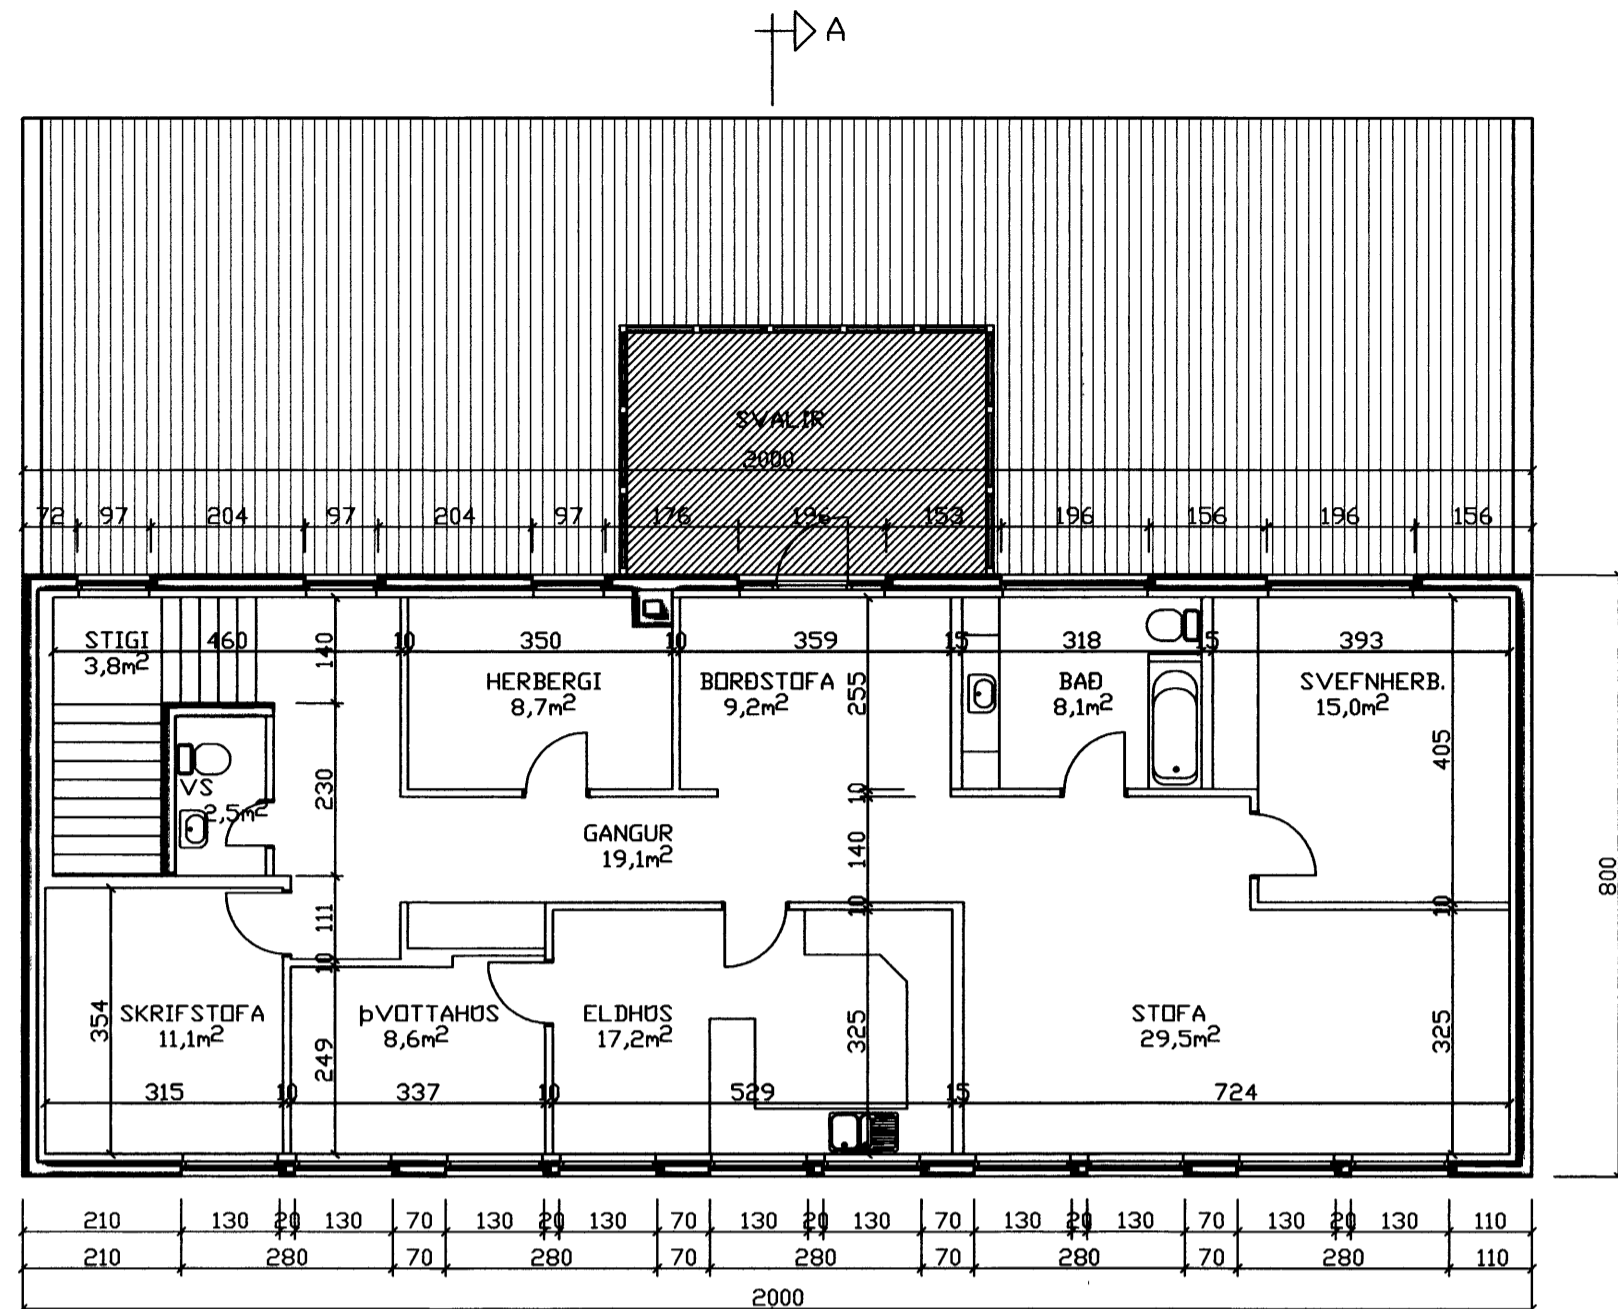 A
SVALIR
2000
72 97 204 97 204 97 176 196 153 196 156 196 156
STIGI
3,8m²
460 10 350 10 359 15 318 15 393
140
HERBERGI
8,7m²
BORÐSTOFA
9,2m²
255
BAÐ
8,1m²
SVEFNHERB.
15,0m²
405
VS
2,5m²
230
10
GANGUR
19,1m²
140
800
111
10
10
10
354
SKRIFSTOFA
11,1m²
ÞVOTTAHÚS
8,6m²
ELDHÚS
17,2m²
STOFA
29,5m²
249
325
325
315 10 337 10 529 15 724
210 130 20 130 70 130 20 130 70 130 20 130 70 130 20 130 70 130 20 130 110
210 280 70 280 70 280 70 280 70 280 110
2000